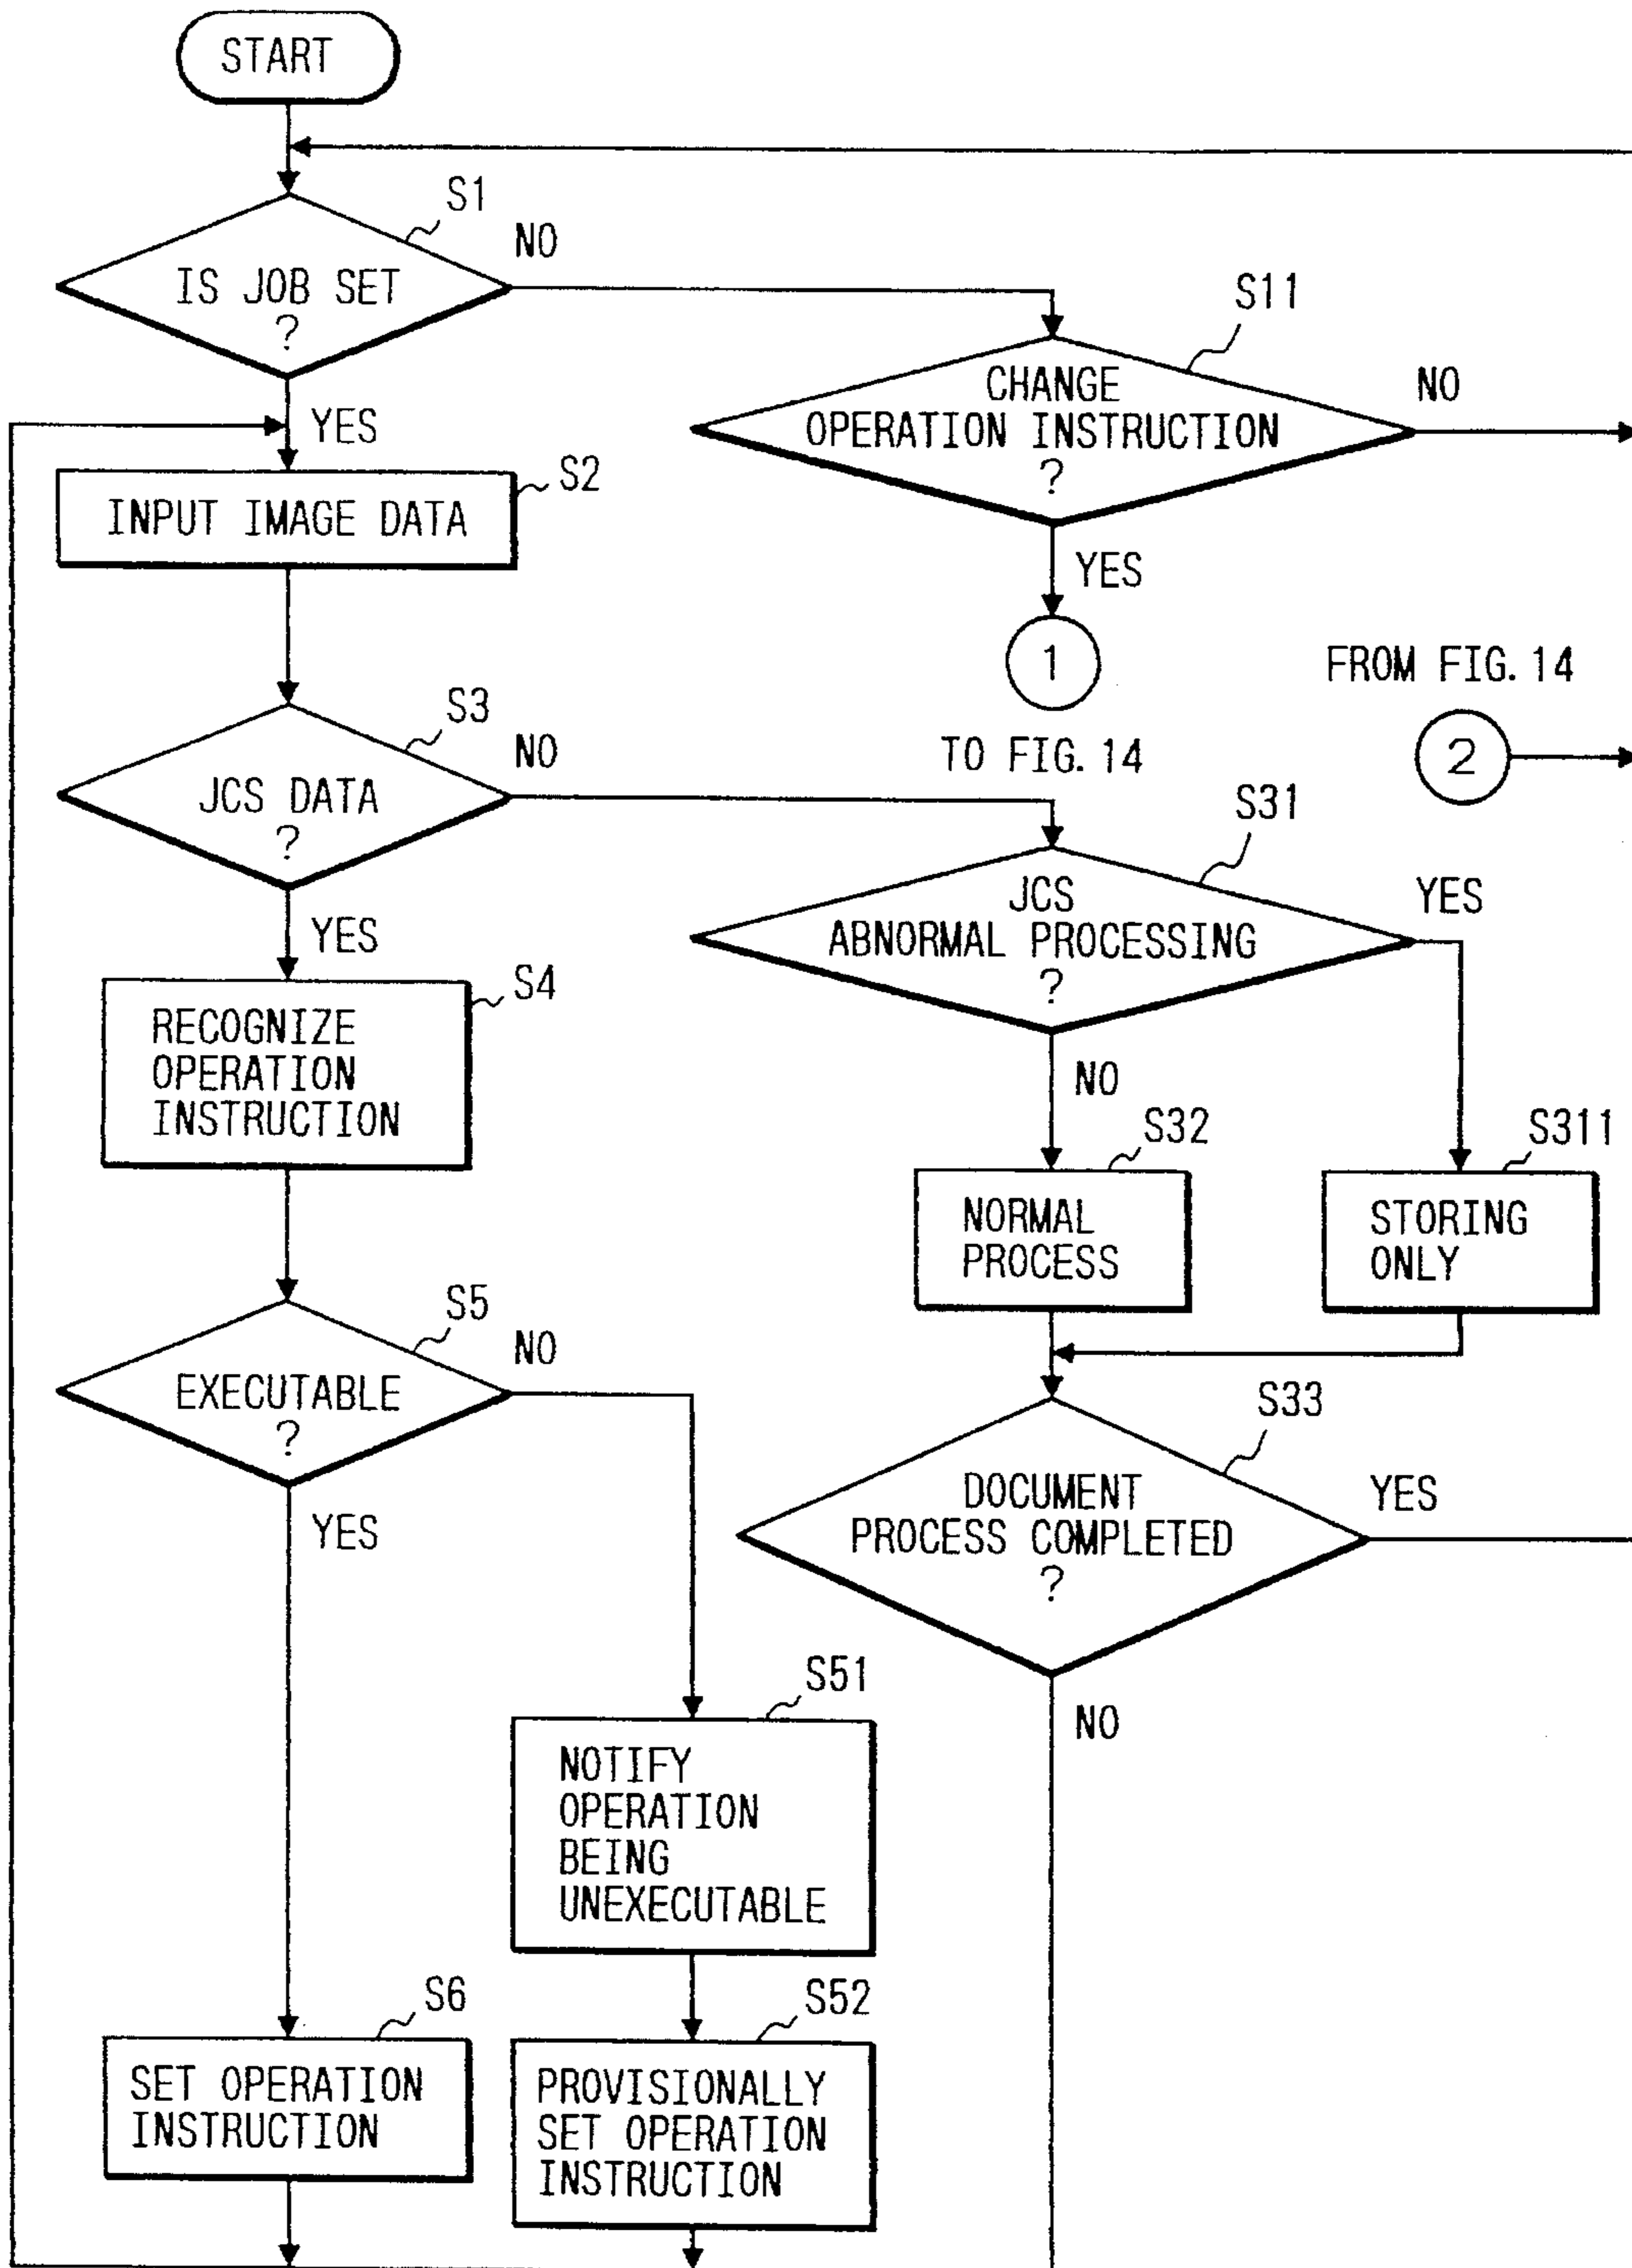 START
S1
NO
IS JOB SET
?
S11
CHANGE
OPERATION INSTRUCTION
?
NO
YES
YES
S2
INPUT IMAGE DATA
1
TO FIG. 14
FROM FIG. 14
2
S3
NO
JCS DATA
?
S31
JCS
ABNORMAL PROCESSING
?
YES
YES
NO
S4
RECOGNIZE
OPERATION
INSTRUCTION
S32
NORMAL
PROCESS
S311
STORING
ONLY
S5
NO
EXECUTABLE
?
YES
S33
DOCUMENT
PROCESS COMPLETED
?
YES
NO
S51
NOTIFY
OPERATION
BEING
UNEXECUTABLE
S6
SET OPERATION
INSTRUCTION
S52
PROVISIONALLY
SET OPERATION
INSTRUCTION